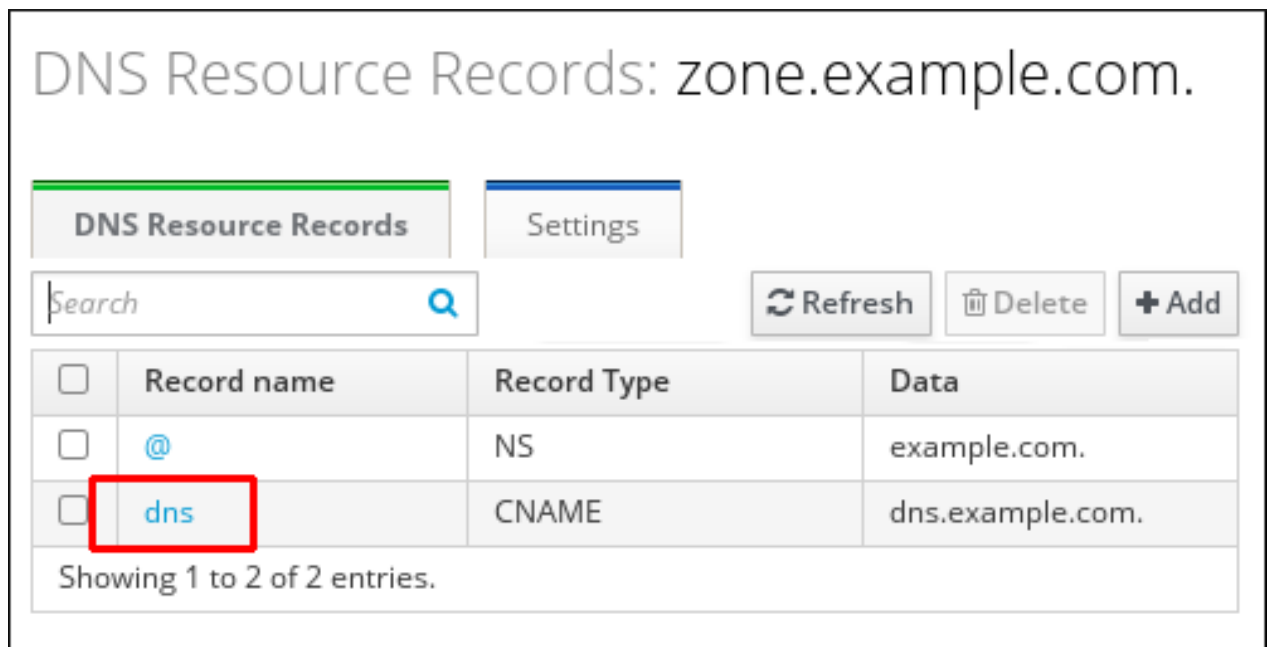 DNS Resource Records: zone.example.com.
DNS Resource Records Settings
Search Refresh Delete Add
Record name Record Type Data
@ NS example.com.
dns CNAME dns.example.com.
Showing 1 to 2 of 2 entries.